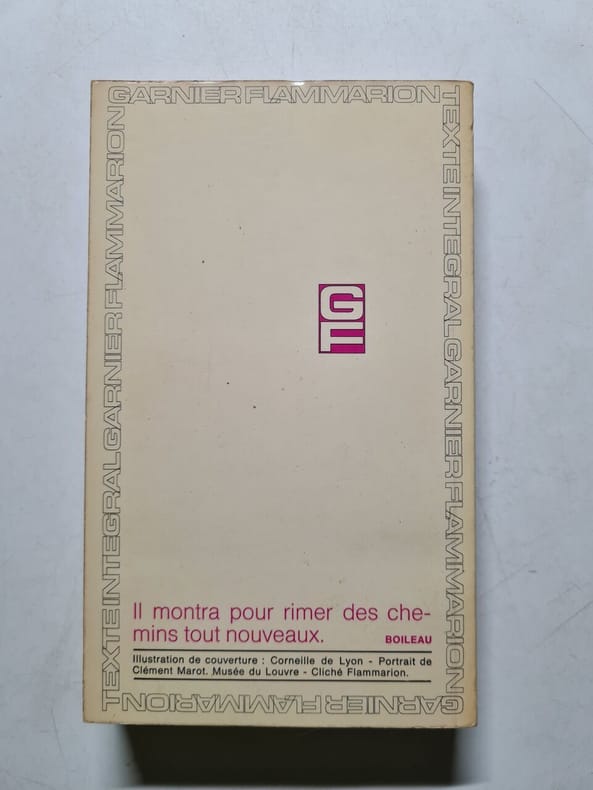 GARNIER FLAMMARION
TEXTE INTEGRAL GARNIER FLAMMARION
TEXTE INTEGRAL GARNIER FLAMMARION
GF
Il montra pour rimer des che-
mins tout nouveaux.
BOILEAU
Illustration de couverture : Corneille de Lyon - Portrait de
Clément Marot. Musée du Louvre - Cliché Flammarion.
GARNIER FLAMMARION